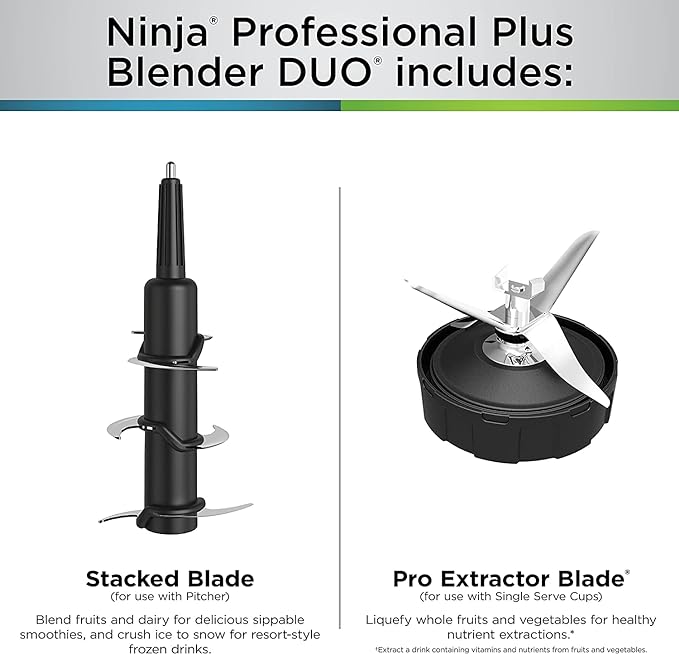 Ninja® Professional Plus
Blender DUO® includes:
Stacked Blade
(for use with Pitcher)
Blend fruits and dairy for delicious sippable
smoothies, and crush ice to snow for resort-style
frozen drinks.
Pro Extractor Blade®
(for use with Single Serve Cups)
Liquefy whole fruits and vegetables for healthy
nutrient extractions.*
†Extract a drink containing vitamins and nutrients from fruits and vegetables.